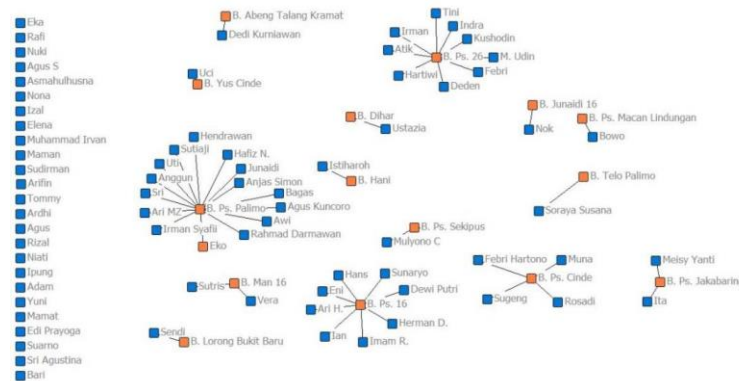 Eka
Rafi
Nuki
Agus S
Asmahulhusna
Nona
Izal
Elena
Muhammad Irvan
Maman
Sudirman
Arifin
Tommy
Ardhi
Agus
Rizal
Niati
Ipung
Adam
Yuni
Mamat
Edi Prayoga
Suarno
Sri Agustina
Bari
B. Abeng Talang Kramat
Dedi Kurniawan
Uci
B. Yus Cinde
Tini
Indra
Irman
Kushodin
Atik
B. Ps. 26
M. Udin
Hartiwi
Febri
Deden
B. Dihar
Ustazia
B. Junaidi 16
Nok
B. Ps. Macan Lindungan
Bowo
Hendrawan
Sutiaji
Hafiz N.
Uti
Junaidi
Anggun
Anjas Simon
Sri
Bagas
Ari MZ
B. Ps. Palimo
Agus Kuncoro
Awi
Irman Syafii
Rahmad Darmawan
Eko
Istiharoh
B. Hani
B. Telo Palimo
Soraya Susana
B. Ps. Sekipus
Mulyono C
Sutris
B. Man 16
Vera
Sendi
B. Lorong Bukit Baru
Hans
Sunaryo
Eni
Dewi Putri
Ari H.
B. Ps. 16
Herman D.
Ian
Imam R.
Febri Hartono
Muna
B. Ps. Cinde
Sugeng
Rosadi
Meisy Yanti
B. Ps. Jakabarin
Ita